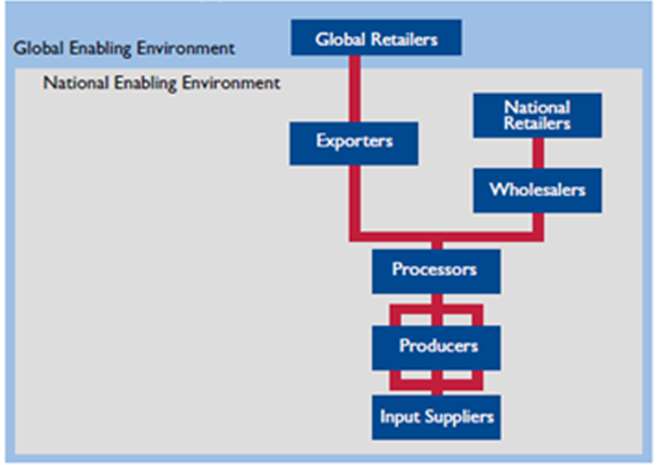 Global Enabling Environment
Global Retailers
National Enabling Environment
National
Retailers
Exporters
Wholesalers
Processors
Producers
Input Suppliers